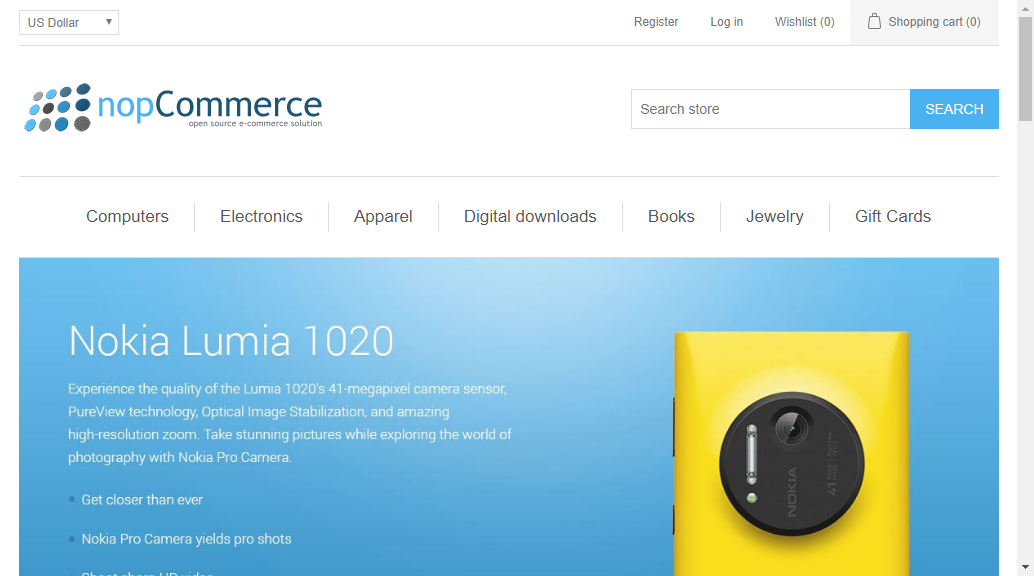 US Dollar
Register Log in Wishlist (0) Shopping cart (0)
nopCommerce
open source e-commerce solution
Search store SEARCH
Computers Electronics Apparel Digital downloads Books Jewelry Gift Cards
Nokia Lumia 1020
Experience the quality of the Lumia 1020's 41-megapixel camera sensor,
PureView technology, Optical Image Stabilization, and amazing
high-resolution zoom. Take stunning pictures while exploring the world of
photography with Nokia Pro Camera.
Get closer than ever
Nokia Pro Camera yields pro shots
NOKIA
41